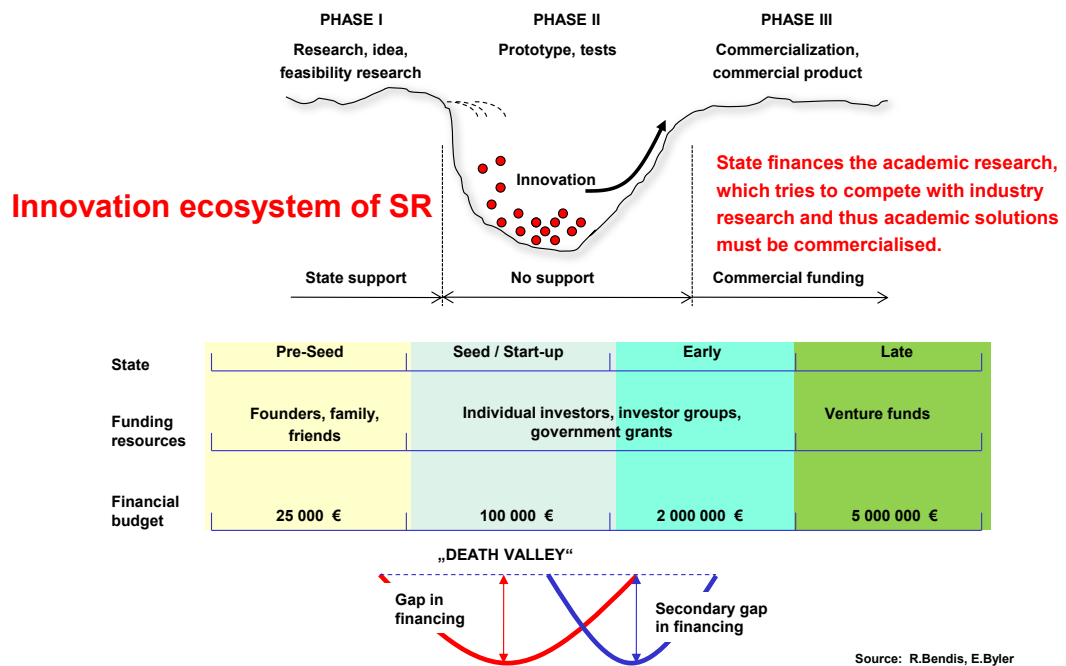 PHASE I
PHASE II
PHASE III
Research, idea,
feasibility research
Prototype, tests
Commercialization,
commercial product
Innovation
Innovation ecosystem of SR
State finances the academic research,
which tries to compete with industry
research and thus academic solutions
must be commercialised.
State support
No support
Commercial funding
State
Pre-Seed
Seed / Start-up
Early
Late
Funding
resources
Founders, family,
friends
Individual investors, investor groups,
government grants
Venture funds
Financial
budget
25 000 €
100 000 €
2 000 000 €
5 000 000 €
„DEATH VALLEY“
Gap in
financing
Secondary gap
in financing
Source: R.Bendis, E.Byler